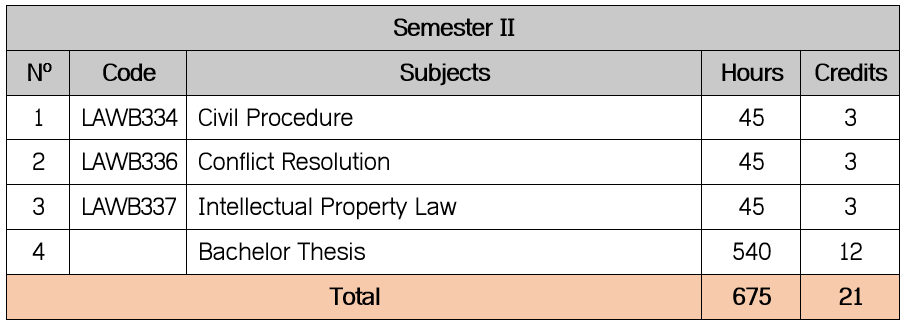 Semester II
Nº Code Subjects Hours Credits
1 LAWB334 Civil Procedure 45 3
2 LAWB336 Conflict Resolution 45 3
3 LAWB337 Intellectual Property Law 45 3
4 Bachelor Thesis 540 12
Total 675 21